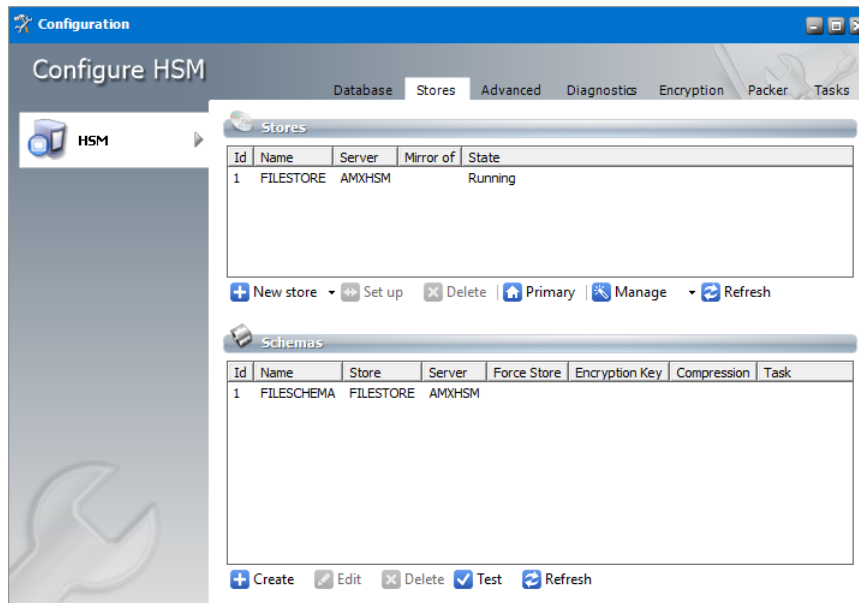 Configuration
Configure HSM
Database Stores Advanced Diagnostics Encryption Packer Tasks
HSM
Stores
Id Name Server Mirror of State
1 FILESTORE AMXHSM Running
New store Set up Delete Primary Manage Refresh
Schemas
Id Name Store Server Force Store Encryption Key Compression Task
1 FILESCHEMA FILESTORE AMXHSM
Create Edit Delete Test Refresh